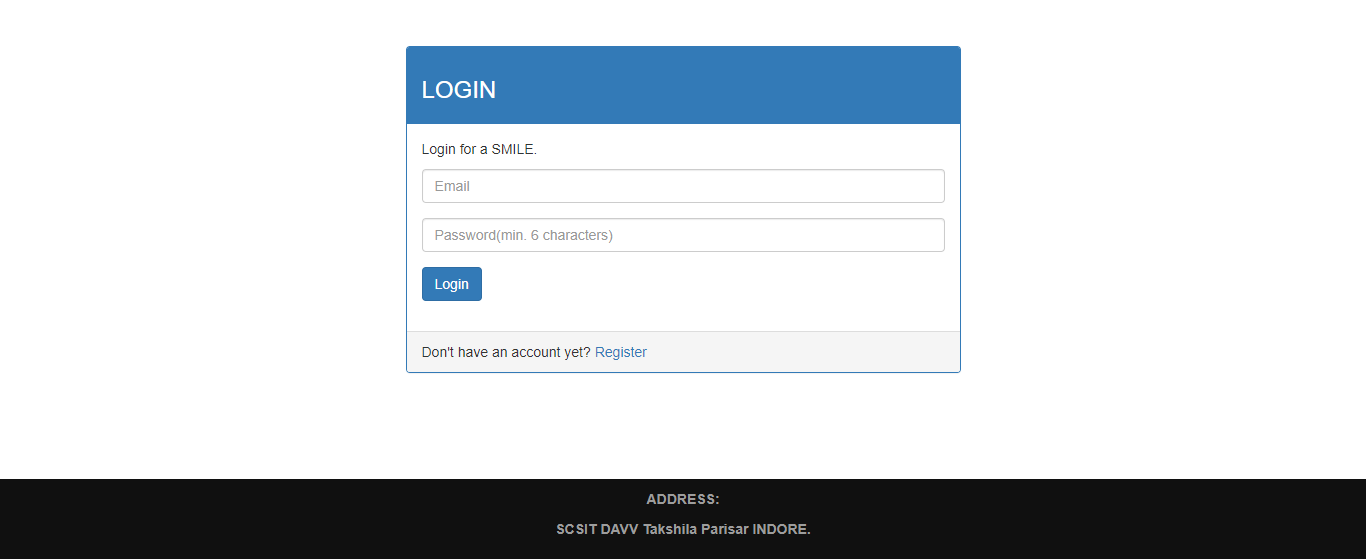 LOGIN
Login for a SMILE.
Email
Password(min. 6 characters)
Login
Don't have an account yet? Register
ADDRESS:
SCSIT DAVV Takshila Parisar INDORE.